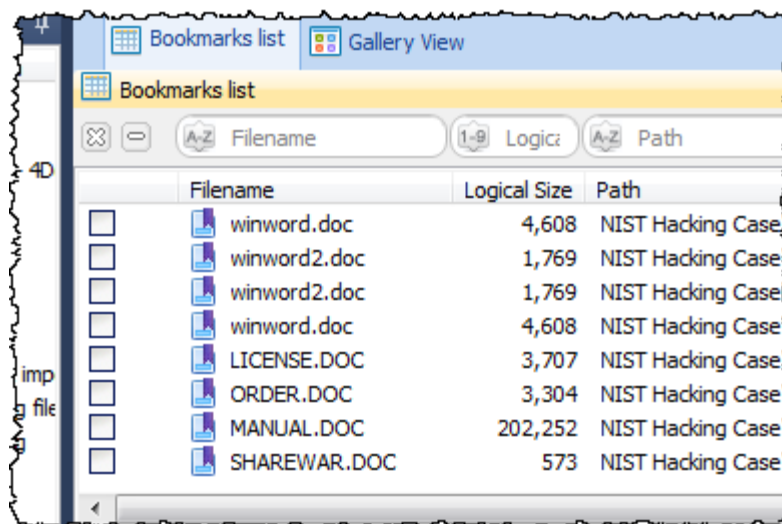 Bookmarks list Gallery View
Bookmarks list
A-Z Filename 1-9 Logica A-Z Path
4D
Filename Logical Size Path
winword.doc 4,608 NIST Hacking Case
winword2.doc 1,769 NIST Hacking Case
winword2.doc 1,769 NIST Hacking Case
winword.doc 4,608 NIST Hacking Case
LICENSE.DOC 3,707 NIST Hacking Case
imp
ORDER.DOC 3,304 NIST Hacking Case
file
MANUAL.DOC 202,252 NIST Hacking Case
SHAREWAR.DOC 573 NIST Hacking Case